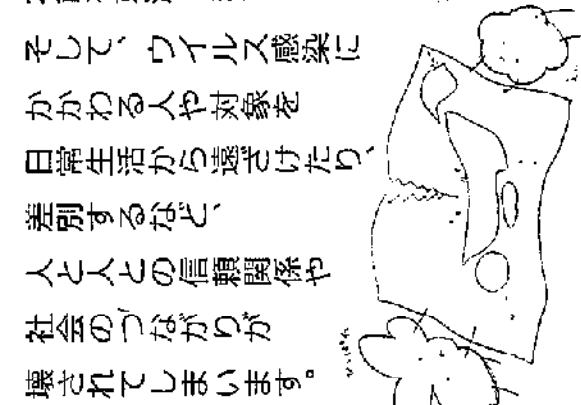 そして、ウイルス感染に
かかわる人や対象を
日常生活から遠ざけたり、
差別するなど、
人と人との信頼関係や
社会のつながりが
壊されてしまいます。